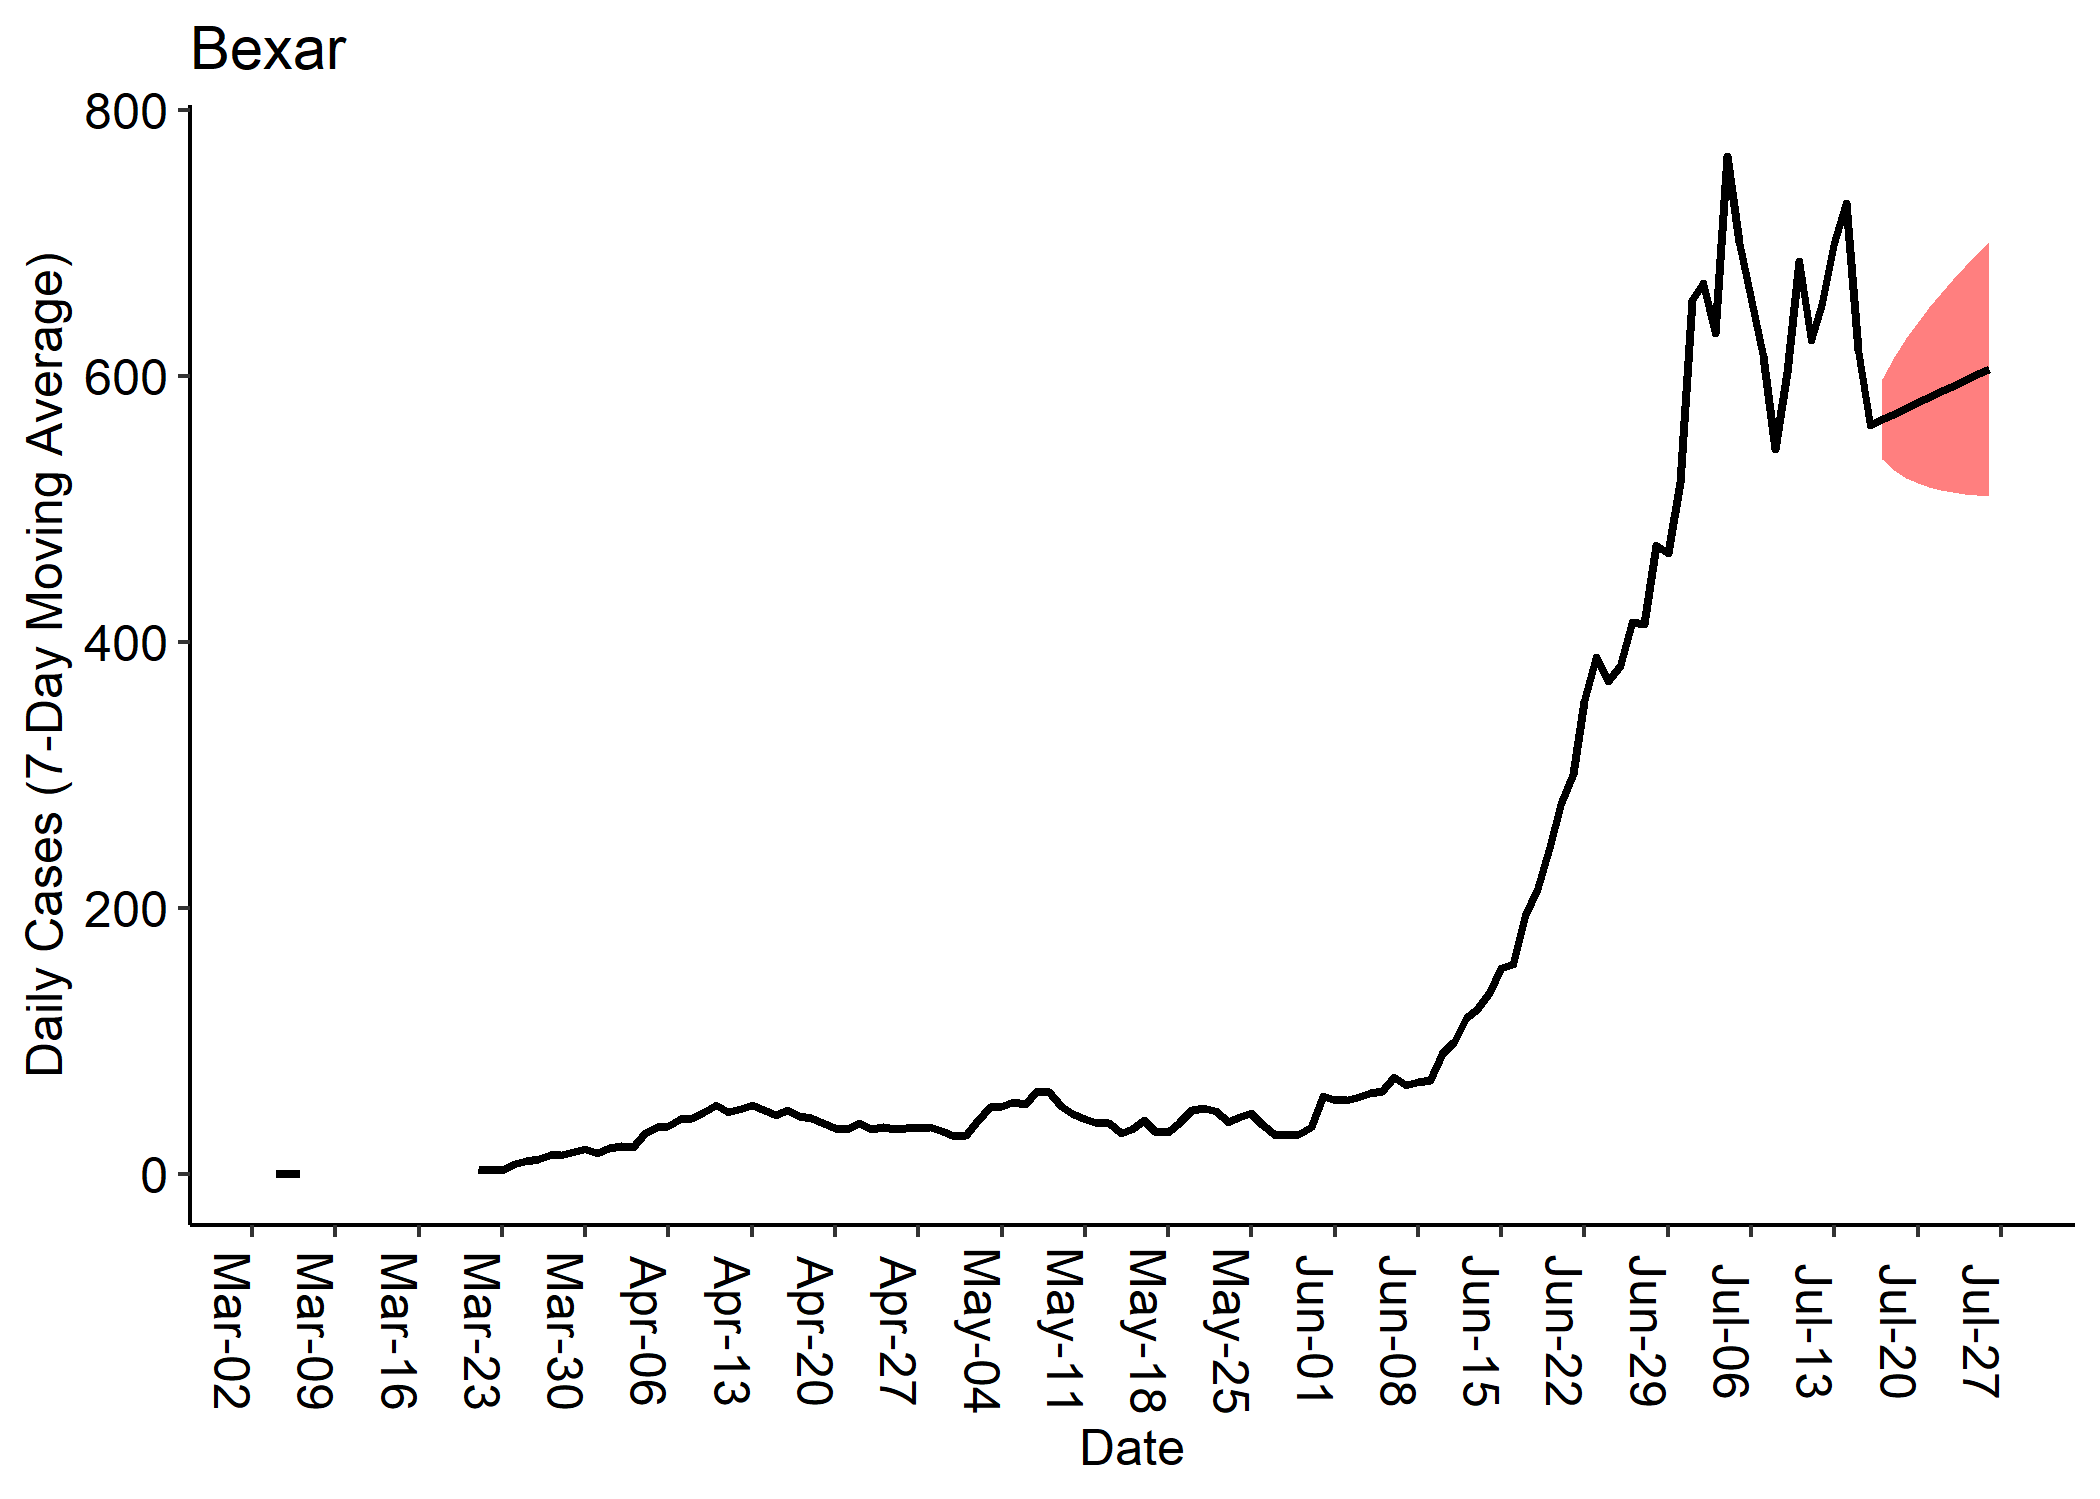 Bexar
Daily Cases (7-Day Moving Average)
800
600
400
200
0
Mar-02
Mar-09
Mar-16
Mar-23
Mar-30
Apr-06
Apr-13
Apr-20
Apr-27
May-04
May-11
May-18
May-25
Jun-01
Jun-08
Jun-15
Jun-22
Jun-29
Jul-06
Jul-13
Jul-20
Jul-27
Date